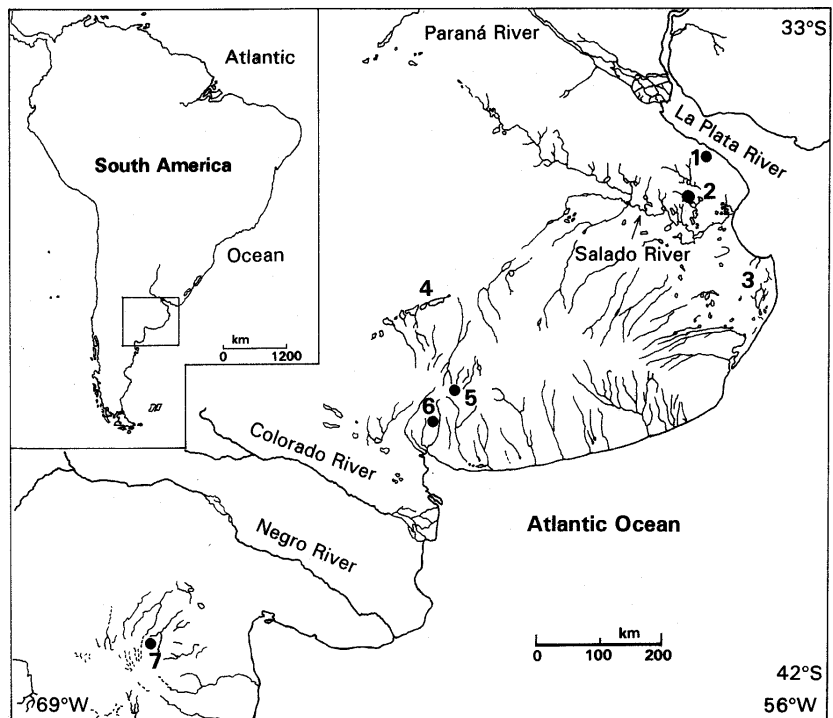 Paraná River
33°S
Atlantic
South America
Ocean
km
0 1200
La Plata River
1
2
Salado River
3
4
5
6
Colorado River
Negro River
Atlantic Ocean
km
0 100 200
7
42°S
69°W
56°W